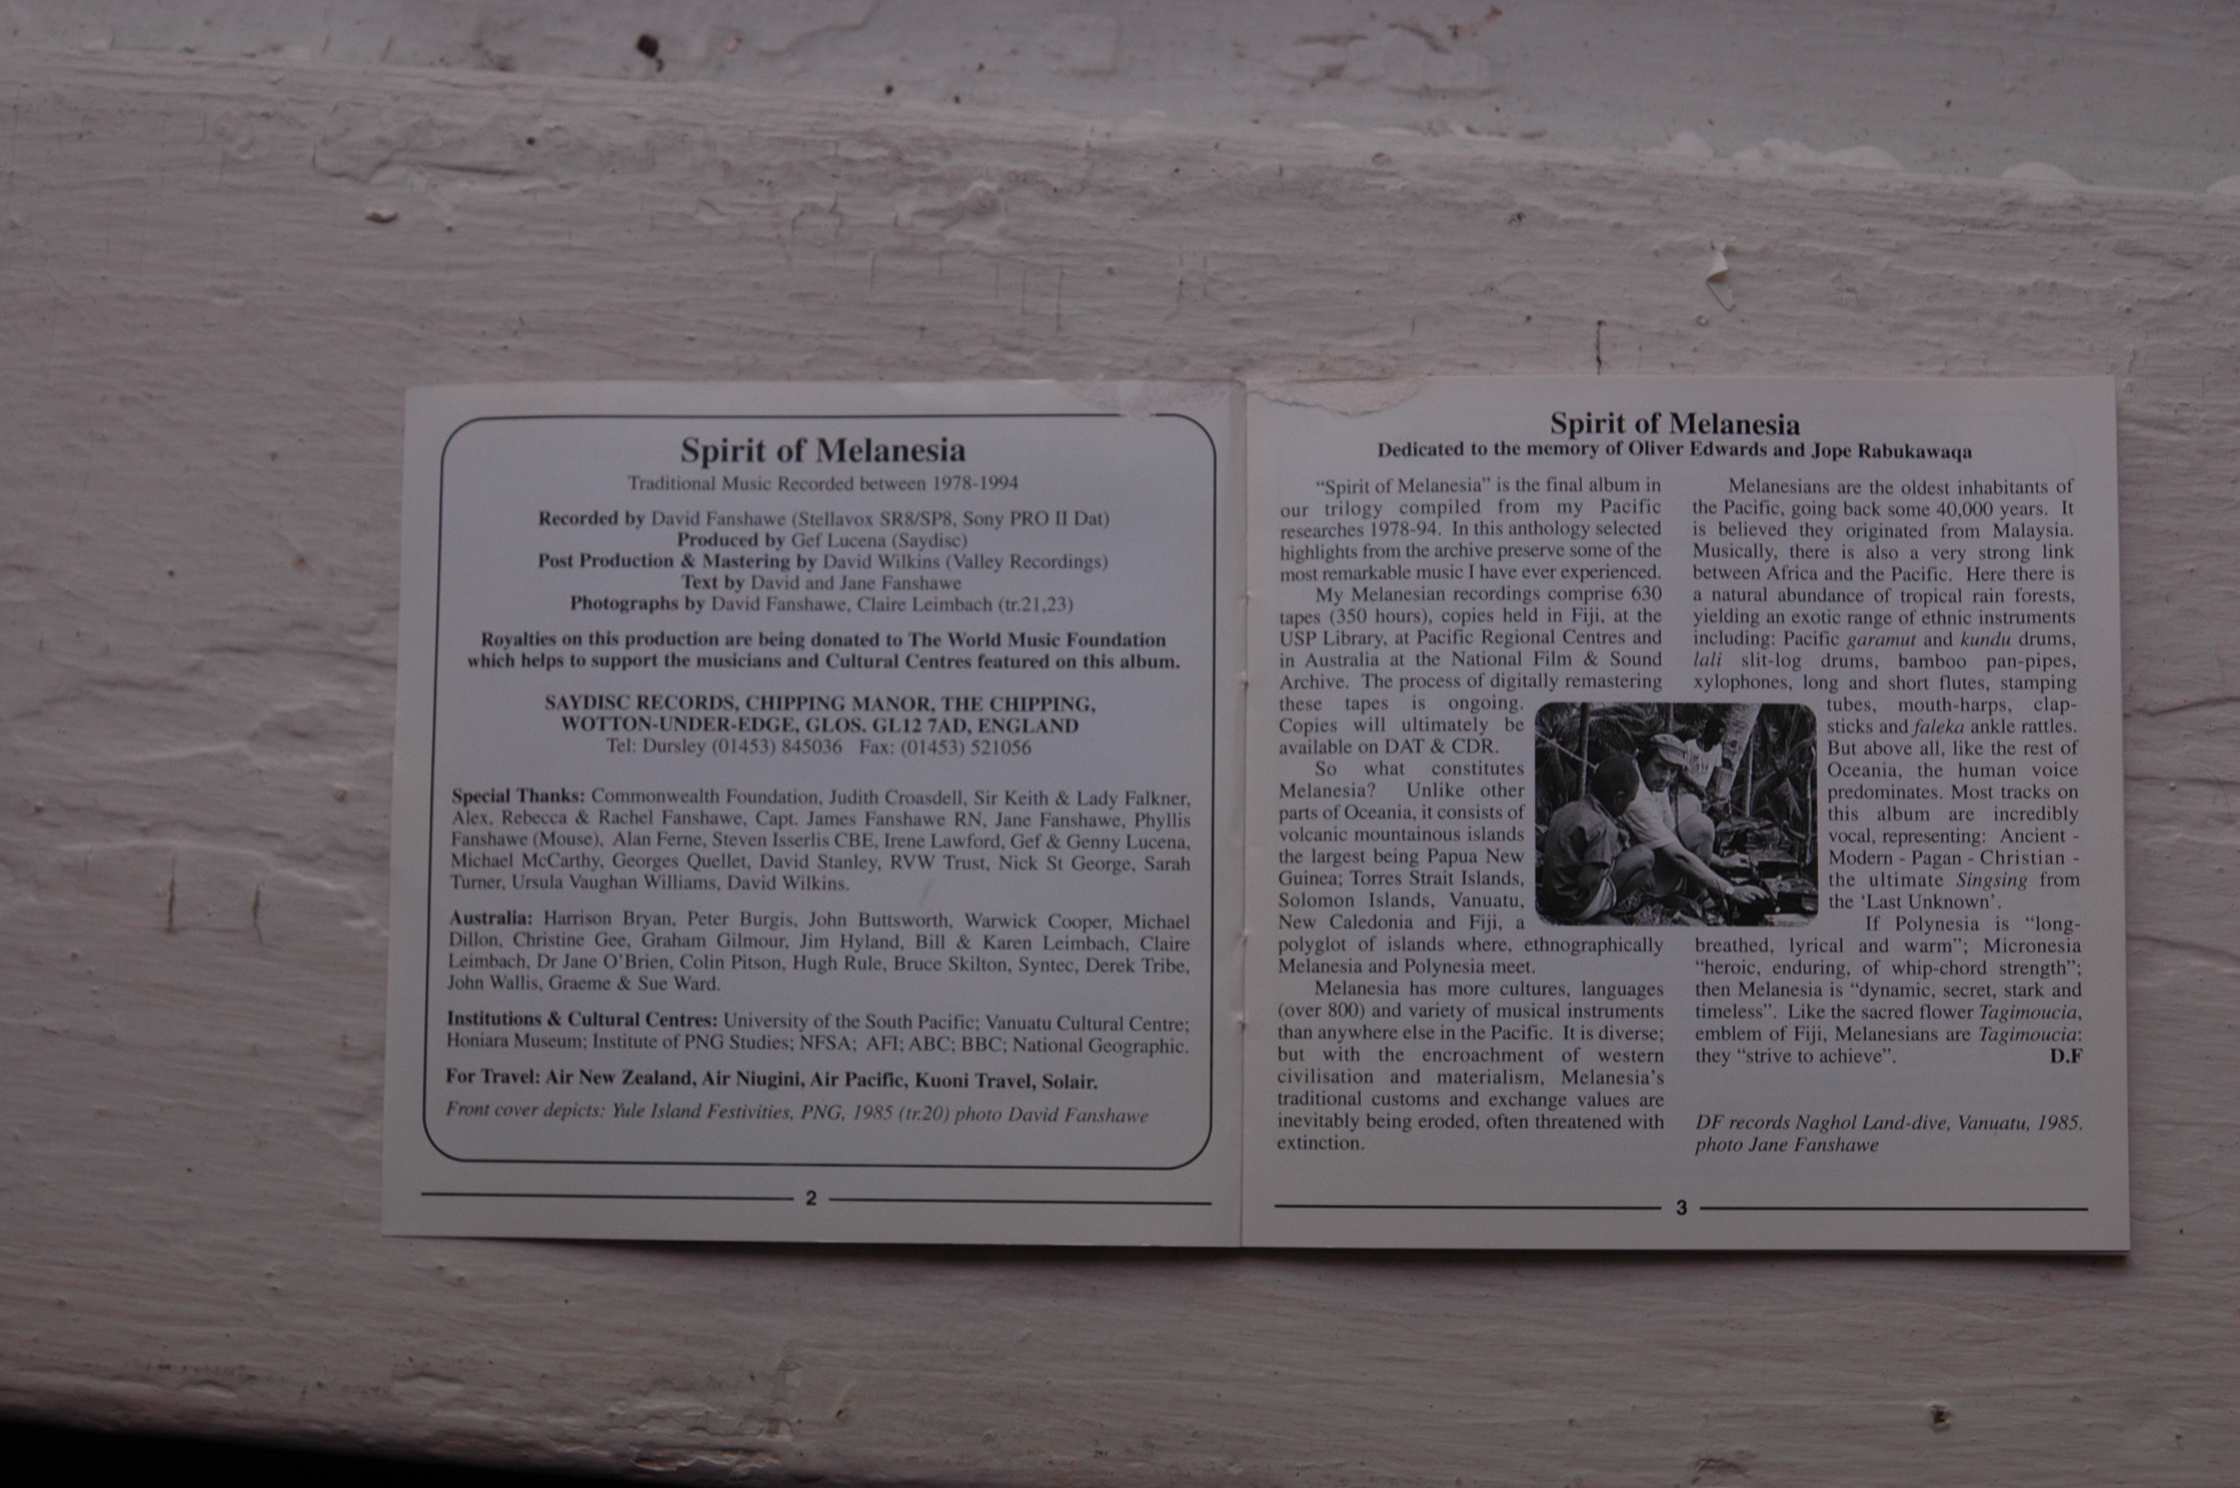 Spirit of Melanesia
Traditional Music Recorded between 1978-1994
Recorded by David Fanshawe (Stellavox SR8/SP8, Sony PRO II Dat)
Produced by Gef Lucena (Saydisc)
Post Production & Mastering by David Wilkins (Valley Recordings)
Text by David and Jane Fanshawe
Photographs by David Fanshawe, Claire Leimbach (tr.21,23)
Royalties on this production are being donated to The World Music Foundation
which helps to support the musicians and Cultural Centres featured on this album.
SAYDISC RECORDS, CHIPPING MANOR, THE CHIPPING,
WOTTON-UNDER-EDGE, GLOS. GL12 7AD, ENGLAND
Tel: Dursley (01453) 845036 Fax: (01453) 521056
Special Thanks: Commonwealth Foundation, Judith Croasdell, Sir Keith & Lady Falkner,
Alex, Rebecca & Rachel Fanshawe, Capt. James Fanshawe RN, Jane Fanshawe, Phyllis
Fanshawe (Mouse), Alan Ferne, Steven Isserlis CBE, Irene Lawford, Gef & Genny Lucena,
Michael McCarthy, Georges Quellet, David Stanley, RVW Trust, Nick St George, Sarah
Turner, Ursula Vaughan Williams, David Wilkins.
Australia: Harrison Bryan, Peter Burgis, John Buttsworth, Warwick Cooper, Michael
Dillon, Christine Gee, Graham Gilmour, Jim Hyland, Bill & Karen Leimbach, Claire
Leimbach, Dr Jane O'Brien, Colin Pitson, Hugh Rule, Bruce Skilton, Syntec, Derek Tribe,
John Wallis, Graeme & Sue Ward.
Institutions & Cultural Centres: University of the South Pacific; Vanuatu Cultural Centre;
Honiara Museum; Institute of PNG Studies; NFSA; AFI; ABC; BBC; National Geographic.
For Travel: Air New Zealand, Air Niugini, Air Pacific, Kuoni Travel, Solair.
Front cover depicts: Yule Island Festivities, PNG, 1985 (tr.20) photo David Fanshawe
2
Spirit of Melanesia
Dedicated to the memory of Oliver Edwards and Jope Rabukawaqa
"Spirit of Melanesia" is the final album in
our trilogy compiled from my Pacific
researches 1978-94. In this anthology selected
highlights from the archive preserve some of the
most remarkable music I have ever experienced.
My Melanesian recordings comprise 630
tapes (350 hours), copies held in Fiji, at the
USP Library, at Pacific Regional Centres and
in Australia at the National Film & Sound
Archive. The process of digitally remastering
these tapes is ongoing.
Copies will ultimately be
available on DAT & CDR.
So what constitutes
Melanesia? Unlike other
parts of Oceania, it consists of
volcanic mountainous islands
the largest being Papua New
Guinea; Torres Strait Islands,
Solomon Islands, Vanuatu,
New Caledonia and Fiji, a
polyglot of islands where, ethnographically
Melanesia and Polynesia meet.
Melanesia has more cultures, languages
(over 800) and variety of musical instruments
than anywhere else in the Pacific. It is diverse;
but with the encroachment of western
civilisation and materialism, Melanesia's
traditional customs and exchange values are
inevitably being eroded, often threatened with
extinction.
Melanesians are the oldest inhabitants of
the Pacific, going back some 40,000 years. It
is believed they originated from Malaysia.
Musically, there is also a very strong link
between Africa and the Pacific. Here there is
a natural abundance of tropical rain forests,
yielding an exotic range of ethnic instruments
including: Pacific garamut and kundu drums,
lali slit-log drums, bamboo pan-pipes,
xylophones, long and short flutes, stamping
tubes, mouth-harps, clap-
sticks and faleka ankle rattles.
But above all, like the rest of
Oceania, the human voice
predominates. Most tracks on
this album are incredibly
vocal, representing: Ancient -
Modern - Pagan - Christian -
the ultimate Singsing from
the 'Last Unknown'.
If Polynesia is "long-
breathed, lyrical and warm"; Micronesia
"heroic, enduring, of whip-chord strength";
then Melanesia is "dynamic, secret, stark and
timeless". Like the sacred flower Tagimoucia,
emblem of Fiji, Melanesians are Tagimoucia:
they "strive to achieve". D.F
DF records Naghol Land-dive, Vanuatu, 1985.
photo Jane Fanshawe
3